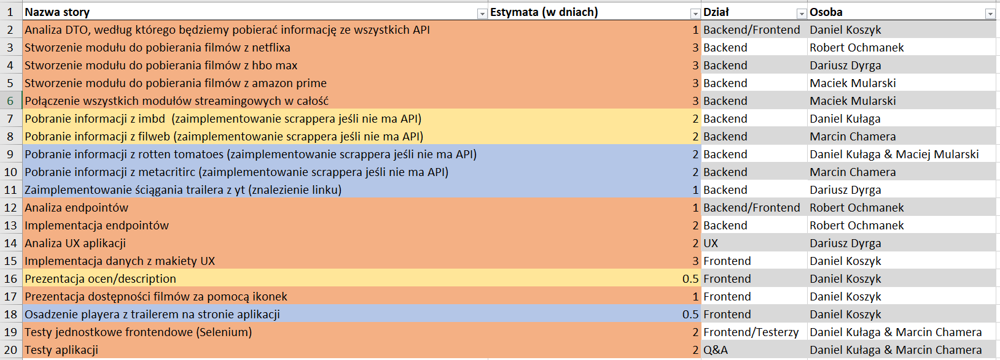 1 Nazwa story Estymata (w dniach) Dział Osoba
2 Analiza DTO, według którego będziemy pobierać informację ze wszystkich API 1 Backend/Frontend Daniel Koszyk
3 Stworzenie modułu do pobierania filmów z netflixa 3 Backend Robert Ochmanek
4 Stworzenie modułu do pobierania filmów z hbo max 3 Backend Dariusz Dyrga
5 Stworzenie modułu do pobierania filmów z amazon prime 3 Backend Maciek Mularski
6 Połączenie wszystkich modułów streamingowych w całość 3 Backend Maciek Mularski
7 Pobranie informacji z imbd (zaimplementowanie scrappera jeśli nie ma API) 2 Backend Daniel Kułaga
8 Pobranie informacji z filweb (zaimplementowanie scrappera jeśli nie ma API) 2 Backend Marcin Chamera
9 Pobranie informacji z rotten tomatoes (zaimplementowanie scrappera jeśli nie ma API) 2 Backend Daniel Kułaga & Maciej Mularski
10 Pobranie informacji z metacritirc (zaimplementowanie scrappera jeśli nie ma API) 2 Backend Marcin Chamera
11 Zaimplementowanie ściągania trailera z yt (znalezienie linku) 1 Backend Dariusz Dyrga
12 Analiza endpointów 1 Backend/Frontend Robert Ochmanek
13 Implementacja endpointów 2 Backend Robert Ochmanek
14 Analiza UX aplikacji 2 UX Dariusz Dyrga
15 Implementacja danych z makiety UX 3 Frontend Daniel Koszyk
16 Prezentacja ocen/description 0.5 Frontend Daniel Koszyk
17 Prezentacja dostępności filmów za pomocą ikonek 1 Frontend Daniel Koszyk
18 Osadzenie playera z trailerem na stronie aplikacji 0.5 Frontend Daniel Koszyk
19 Testy jednostkowe frontendowe (Selenium) 2 Frontend/Testerzy Daniel Kułaga & Marcin Chamera
20 Testy aplikacji 2 Q&A Daniel Kułaga & Marcin Chamera